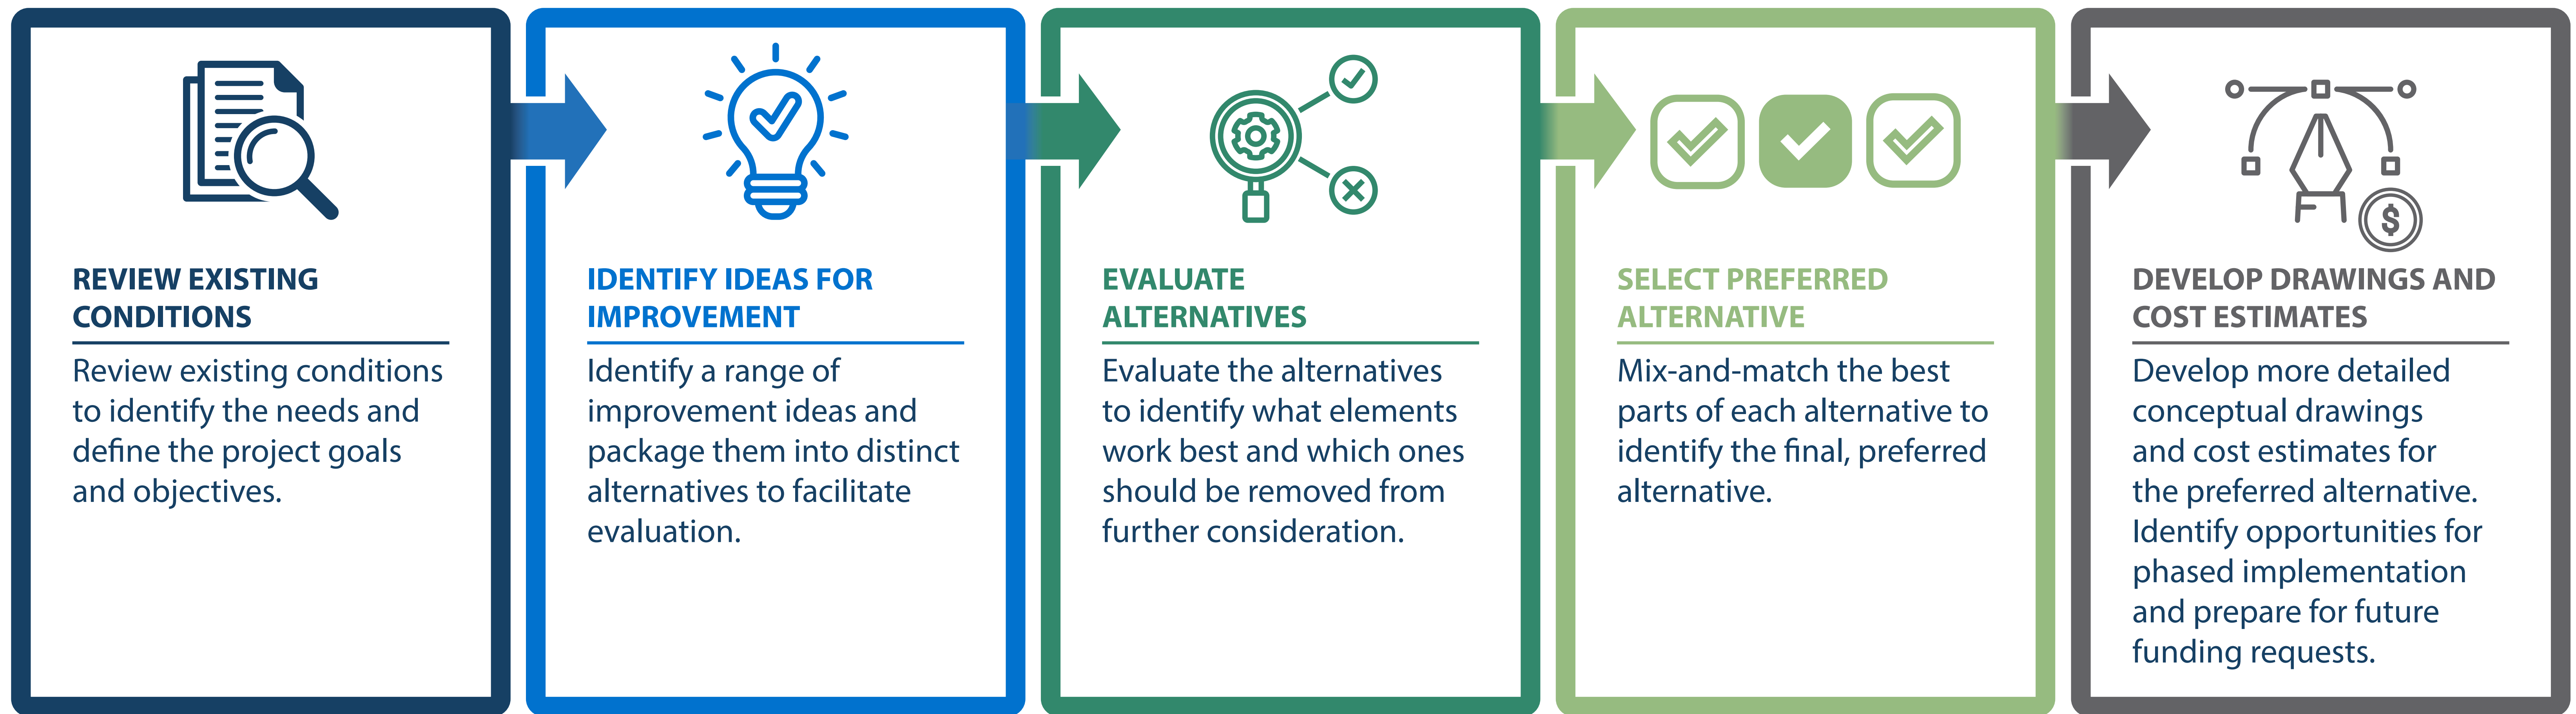 REVIEW EXISTING
CONDITIONS
Review existing conditions
to identify the needs and
define the project goals
and objectives.
IDENTIFY IDEAS FOR
IMPROVEMENT
Identify a range of
improvement ideas and
package them into distinct
alternatives to facilitate
evaluation.
EVALUATE
ALTERNATIVES
Evaluate the alternatives
to identify what elements
work best and which ones
should be removed from
further consideration.
SELECT PREFERRED
ALTERNATIVE
Mix-and-match the best
parts of each alternative to
identify the final, preferred
alternative.
$
DEVELOP DRAWINGS AND
COST ESTIMATES
Develop more detailed
conceptual drawings
and cost estimates for
the preferred alternative.
Identify opportunities for
phased implementation
and prepare for future
funding requests.